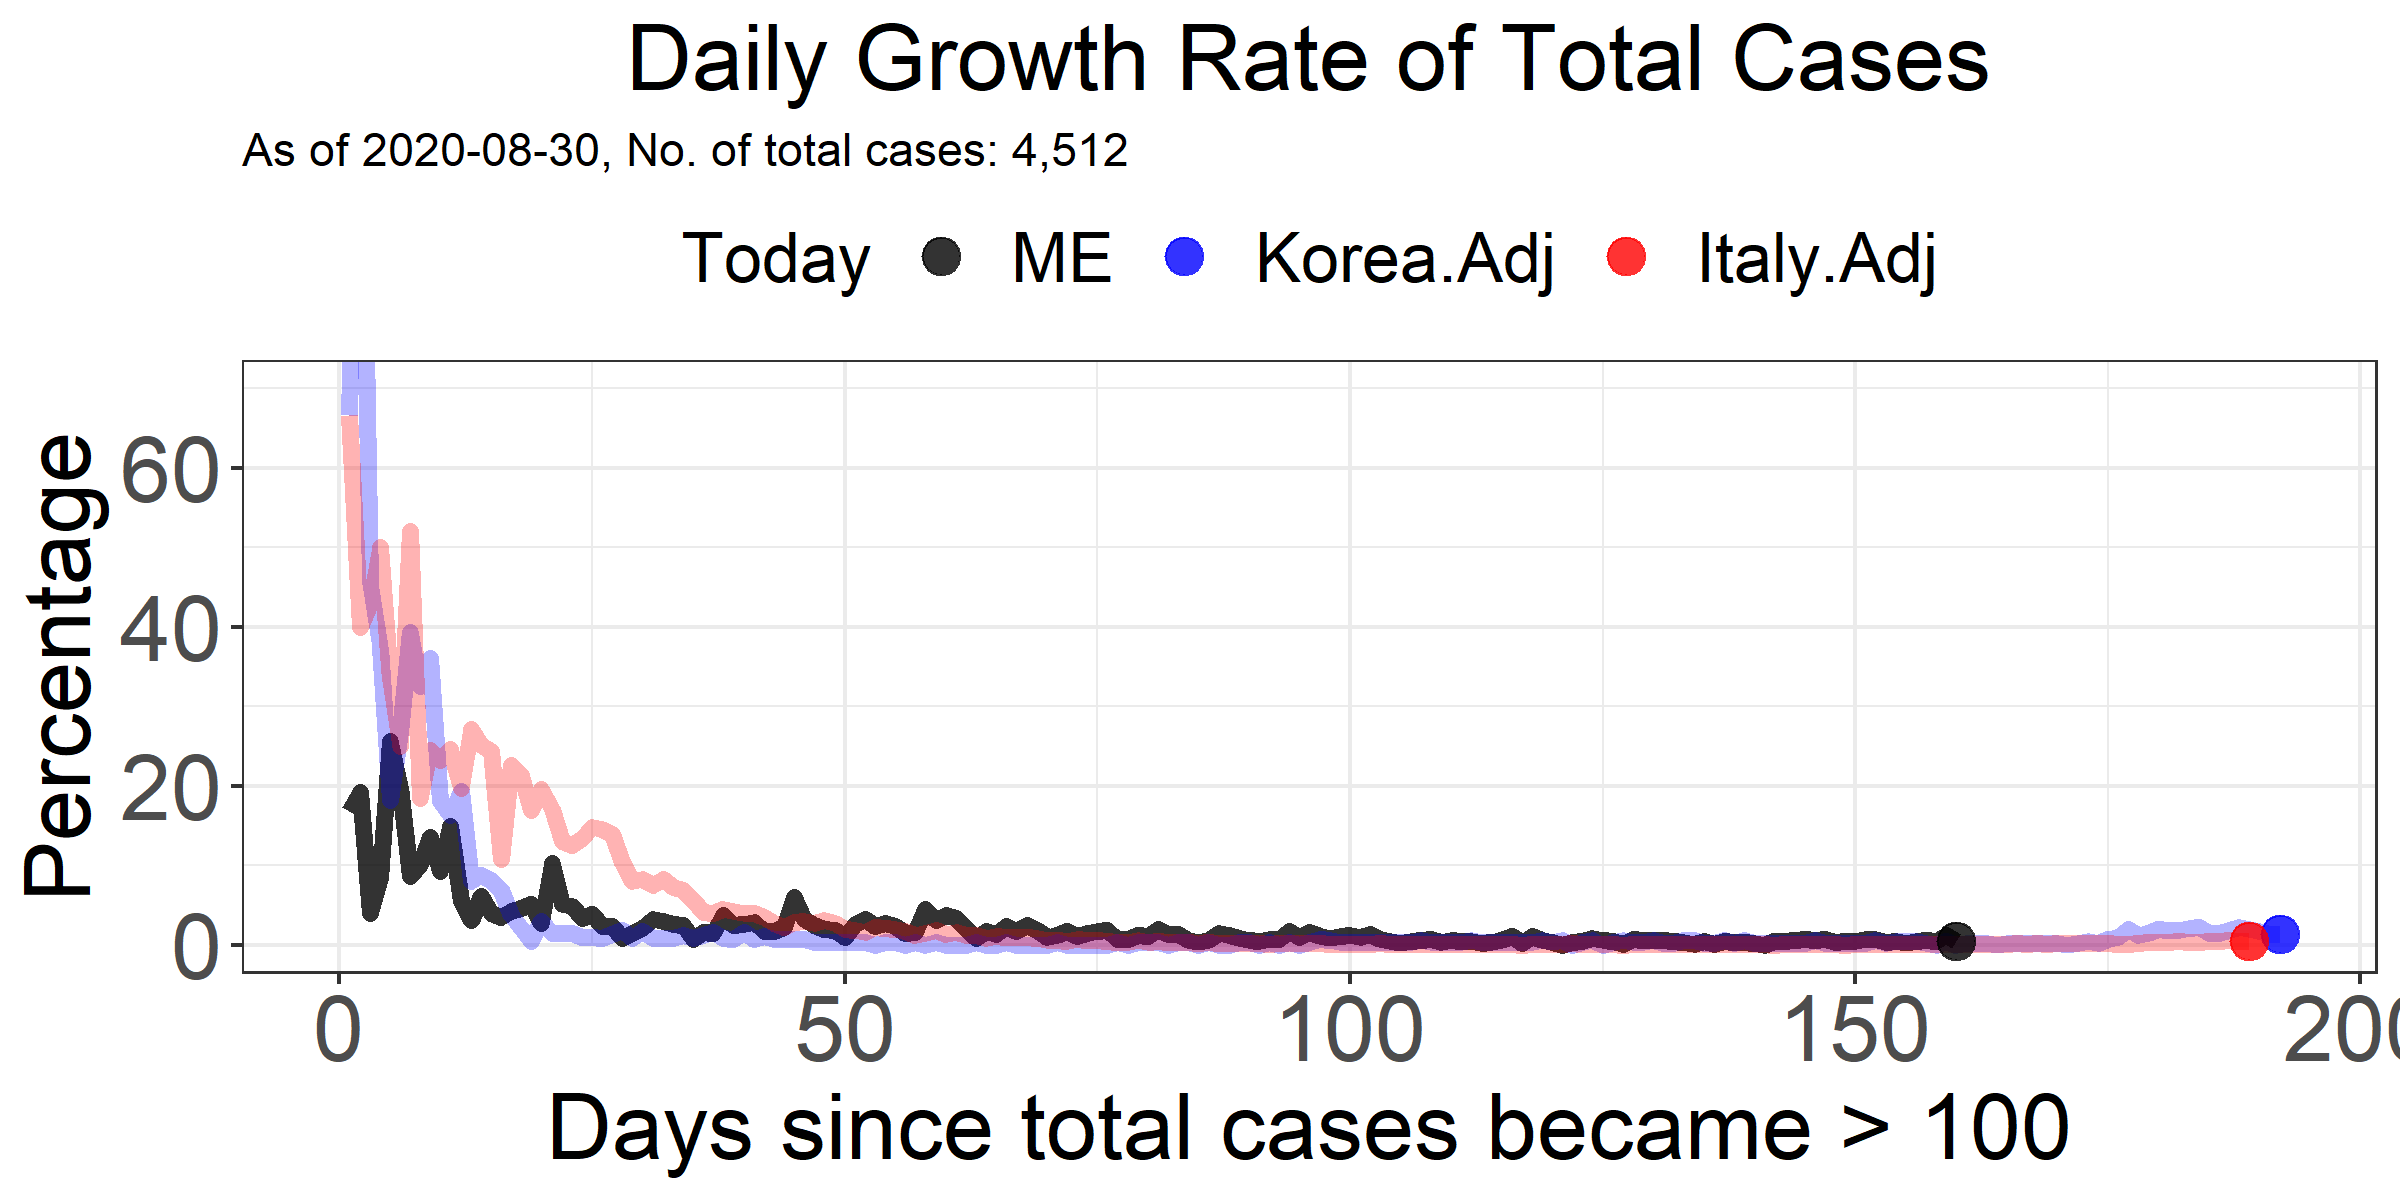 Daily Growth Rate of Total Cases
As of 2020-08-30, No. of total cases: 4,512
Today ME Korea.Adj Italy.Adj
Percentage
60
40
20
0
0 50 100 150 200
Days since total cases became > 100